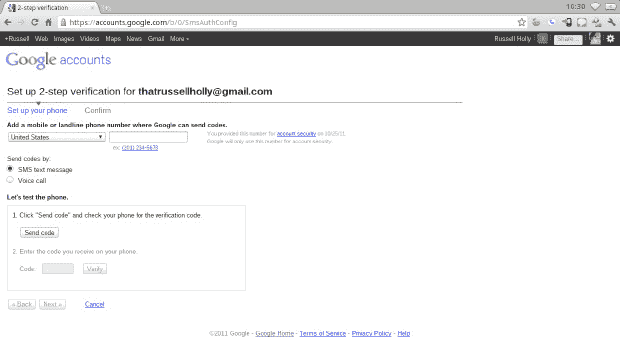 2-step verification
10:30
https://accounts.google.com/b/0/SmsAuthConfig
+Russell Web Images Videos Maps News Gmail More
Russell Holly Share...
Google accounts
Set up 2-step verification for thatrussellholly@gmail.com
Set up your phone Confirm
Add a mobile or landline phone number where Google can send codes.
United States
You provided this number for account security on 10/25/11.
Google will only use this number for account security.
ex: (201) 234-5678
Send codes by:
SMS text message
Voice call
Let's test the phone.
1. Click "Send code" and check your phone for the verification code
Send code
2. Enter the code you receive on your phone.
Code: Verify
« Back Next » Cancel
©2011 Google - Google Home - Terms of Service - Privacy Policy - Help